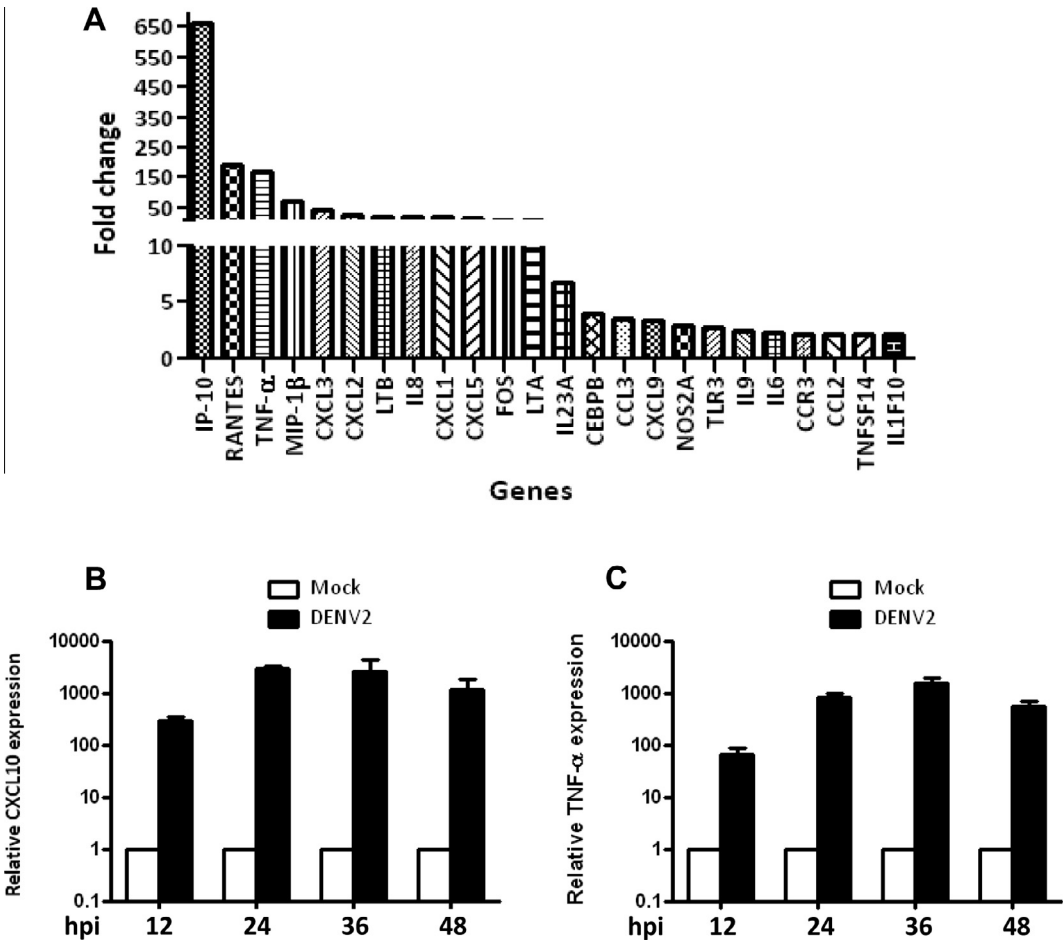 A
Fold change
650
550
450
350
250
150
50
10
5
0
IP-10
RANTES
TNF-α
MIP-1β
CXCL3
CXCL2
LTB
IL8
CXCL1
CXCL5
FOS
LTA
IL23A
CEBPB
CCL3
CXCL9
NOS2A
TLR3
IL9
IL6
CCR3
CCL2
TNFSF14
IL1F10
Genes
B
Mock
DENV2
Relative CXCL10 expression
10000
1000
100
10
1
0.1
hpi 12 24 36 48
C
Mock
DENV2
Relative TNF-α expression
10000
1000
100
10
1
0.1
hpi 12 24 36 48